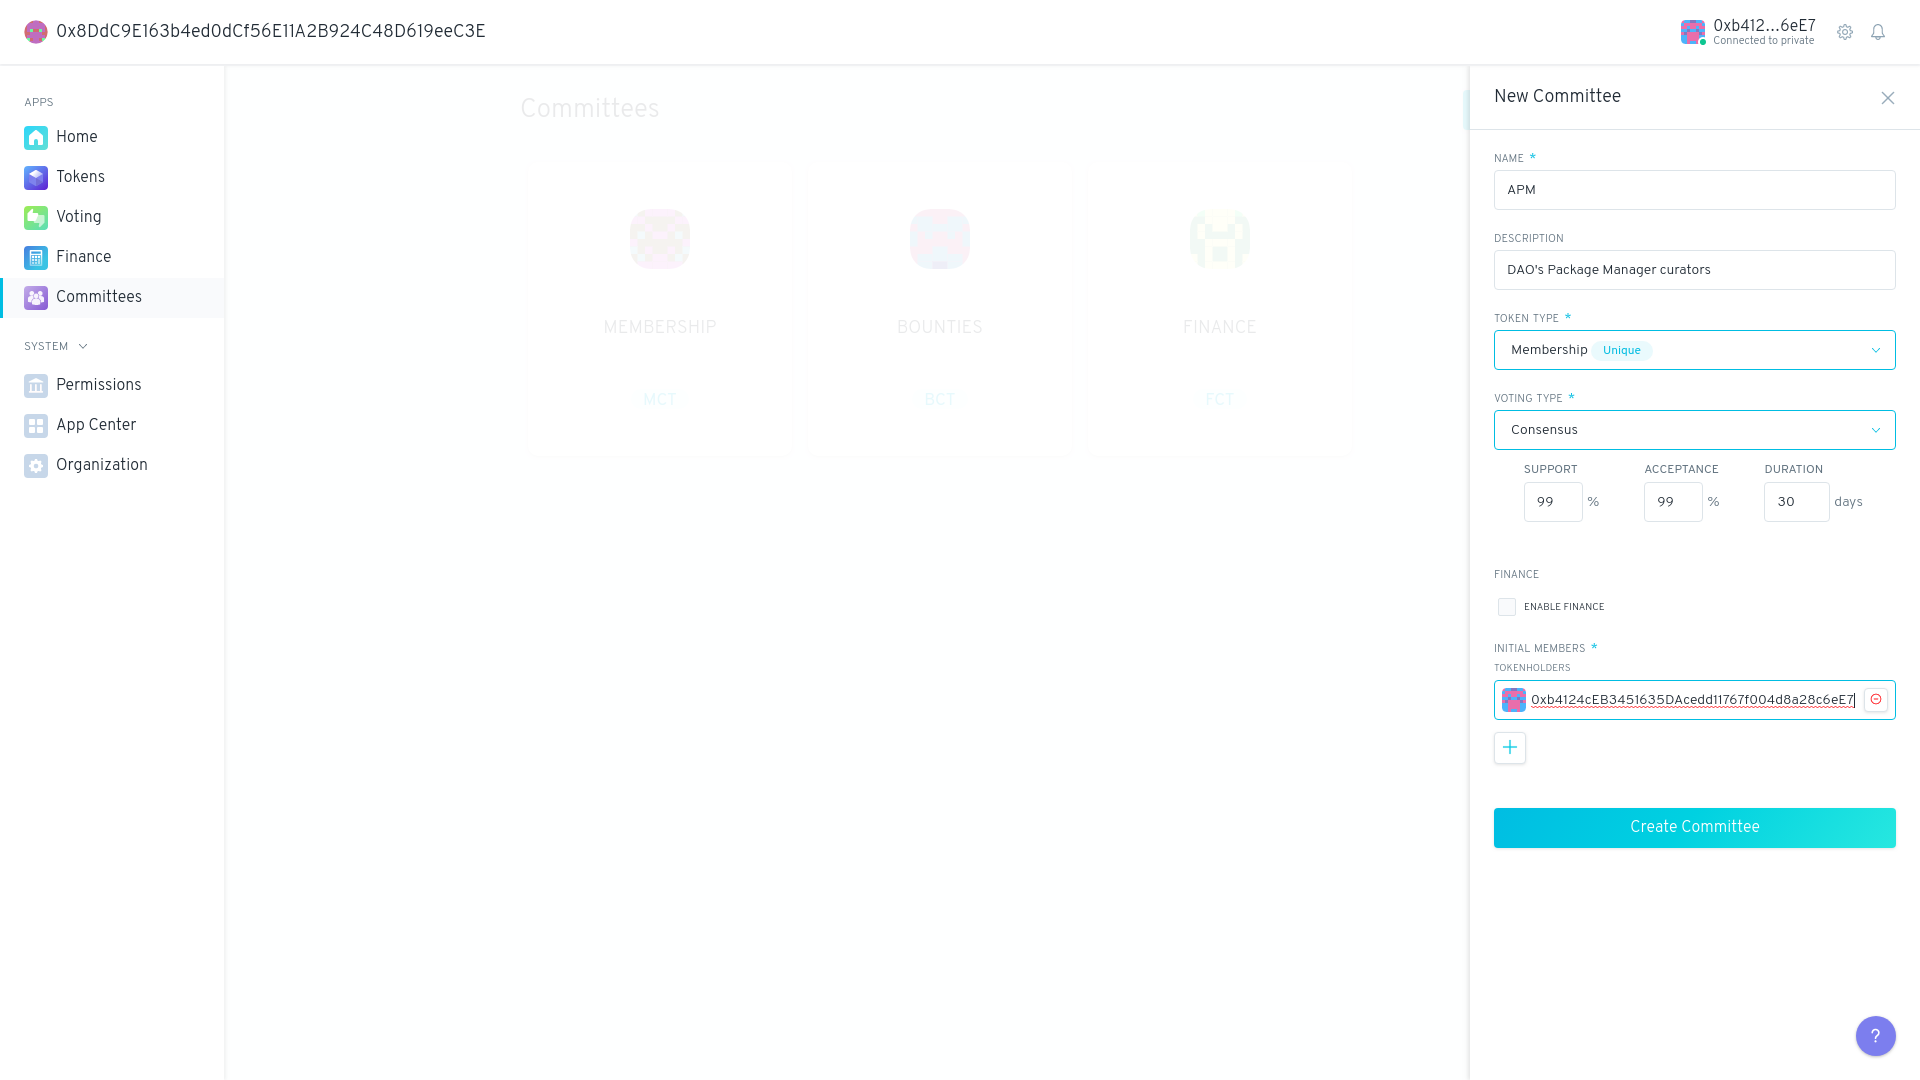 0x8DdC9E163b4ed0dCf56E11A2B924C48D619eeC3E
0xb412...6eE7
Connected to private
APPS
Home
Tokens
Voting
Finance
Committees
SYSTEM
Permissions
App Center
Organization
Committees
MEMBERSHIP
MCT
BOUNTIES
BCT
FINANCE
FCT
New Committee
NAME *
APM
DESCRIPTION
DAO's Package Manager curators
TOKEN TYPE *
Membership Unique
VOTING TYPE *
Consensus
SUPPORT ACCEPTANCE DURATION
99 % 99 % 30 days
FINANCE
ENABLE FINANCE
INITIAL MEMBERS *
TOKENHOLDERS
0xb4124cEB3451635DAcedd11767f004d8a28c6eE7
Create Committee
?